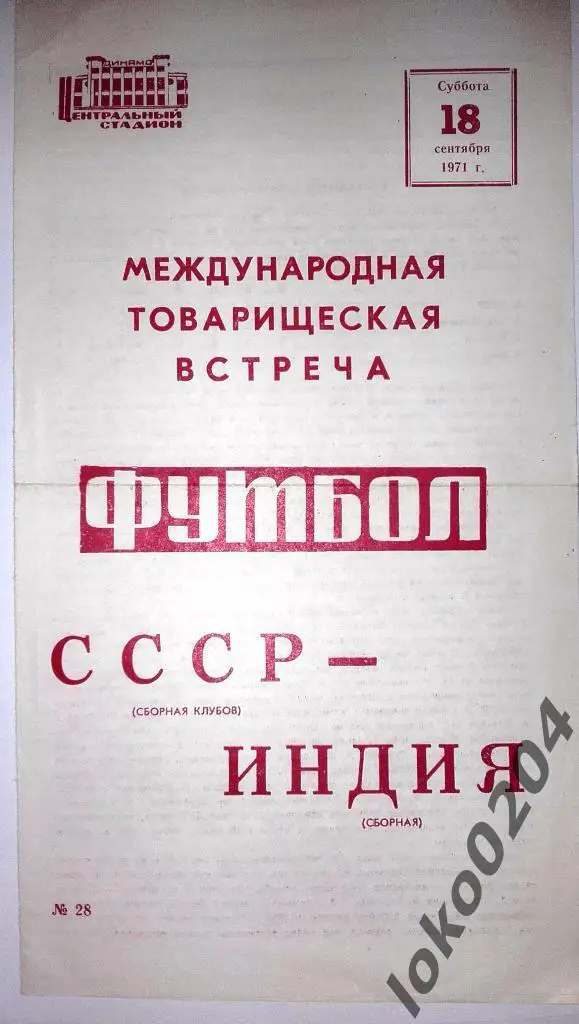 ДИНАМО
ЦЕНТРАЛЬНЫЙ
СТАДИОН
Суббота
18
сентября
1971 г.
МЕЖДУНАРОДНАЯ
ТОВАРИЩЕСКАЯ
ВСТРЕЧА
ФУТБОЛ
СССР —
(СБОРНАЯ КЛУБОВ)
ИНДИЯ
(СБОРНАЯ)
№ 28
loko0204